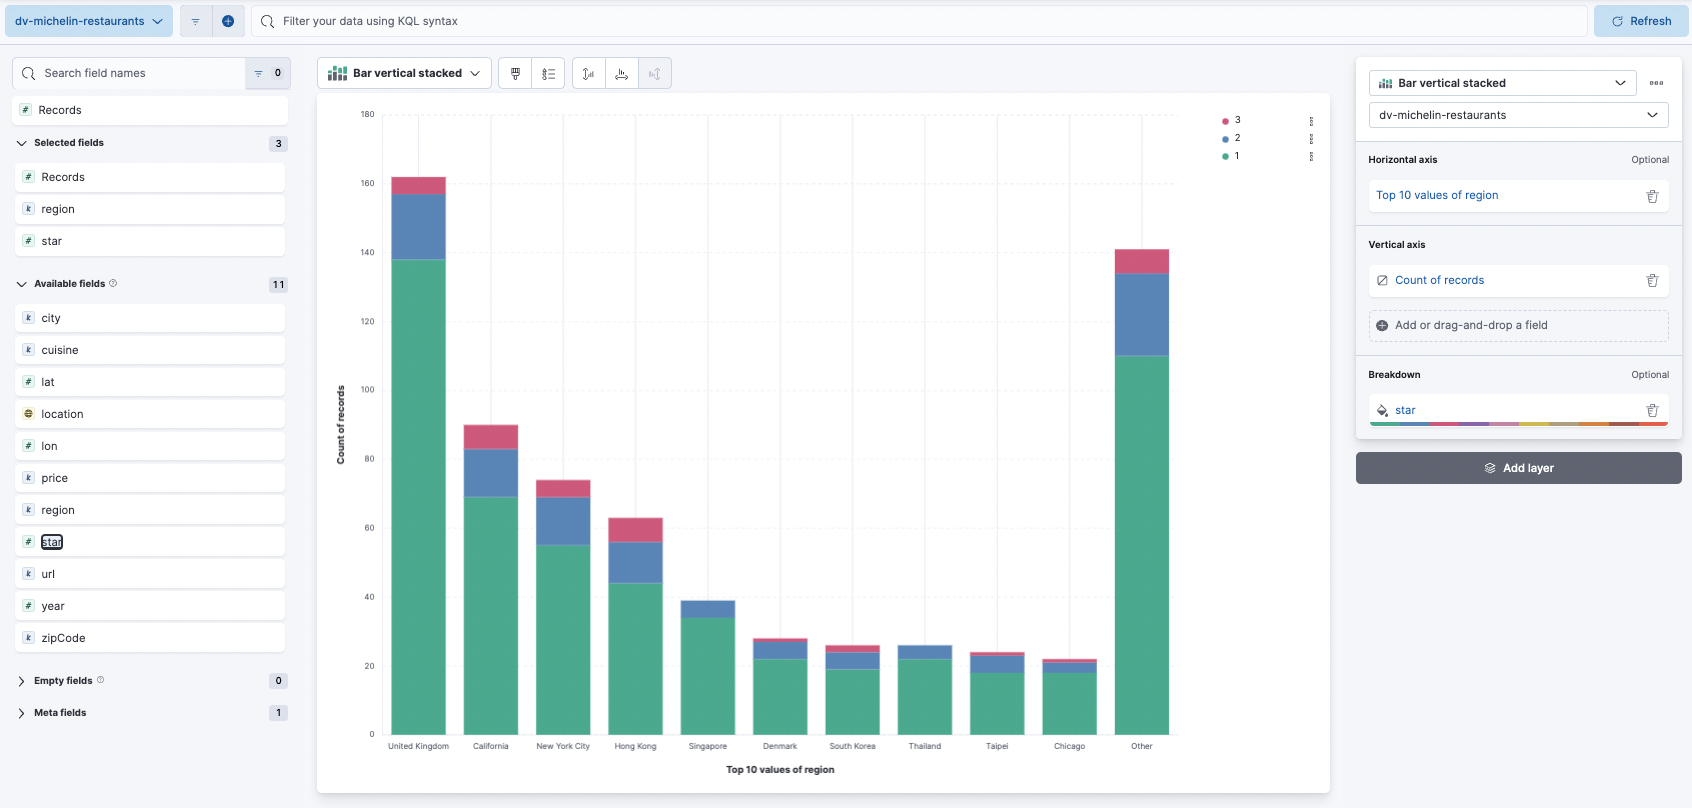 dv-michelin-restaurants
Filter your data using KQL syntax
Refresh
Search field names
0
Records
Selected fields
3
Records
region
star
Available fields
11
city
cuisine
lat
location
lon
price
region
star
url
year
zipCode
Empty fields
0
Meta fields
1
Bar vertical stacked
180
160
140
120
100
80
60
40
20
0
Count of records
United Kingdom
California
New York City
Hong Kong
Singapore
Denmark
South Korea
Thailand
Taipei
Chicago
Other
Top 10 values of region
3
2
1
Bar vertical stacked
dv-michelin-restaurants
Horizontal axis
Optional
Top 10 values of region
Vertical axis
Count of records
Add or drag-and-drop a field
Breakdown
Optional
star
Add layer